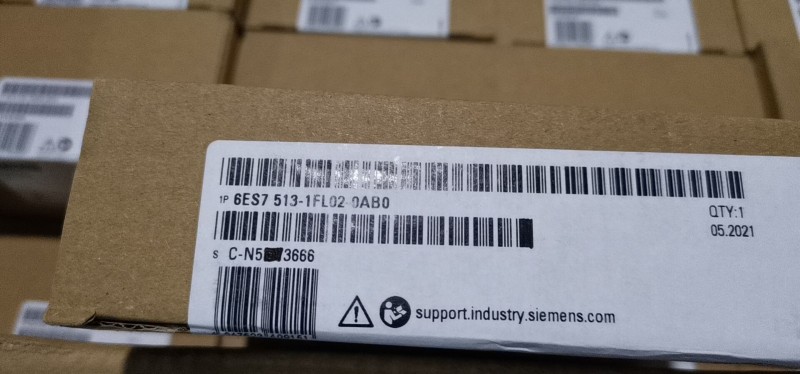 1P 6ES7 513-1FL02-0AB0
QTY:1
05.2021
S C-N5 3666
support.industry.siemens.com